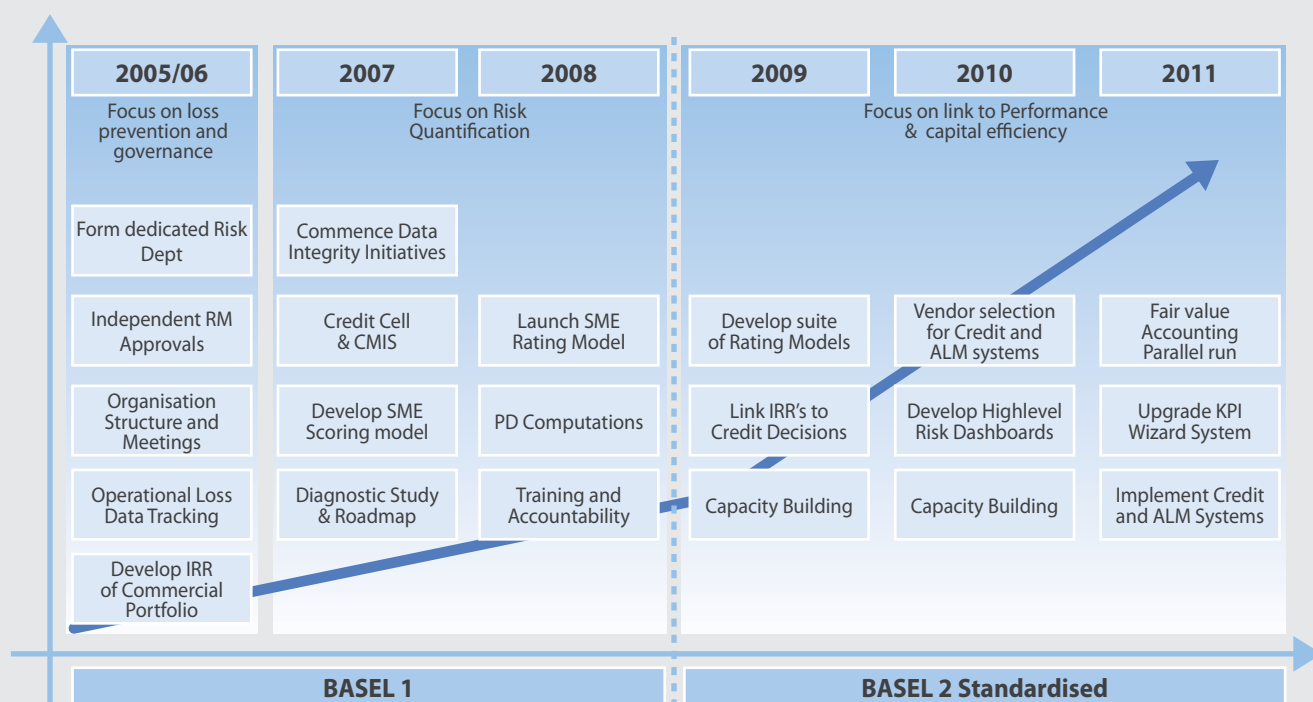 2005/06
Focus on loss
prevention and
governance
Form dedicated Risk
Dept
Independent RM
Approvals
Organisation
Structure and
Meetings
Operational Loss
Data Tracking
Develop IRR
of Commercial
Portfolio
2007
2008
Focus on Risk
Quantification
Commence Data
Integrity Initiatives
Credit Cell
& CMIS
Develop SME
Scoring model
Diagnostic Study
& Roadmap
Launch SME
Rating Model
PD Computations
Training and
Accountability
2009
2010
2011
Focus on link to Performance
& capital efficiency
Develop suite
of Rating Models
Link IRR's to
Credit Decisions
Capacity Building
Vendor selection
for Credit and
ALM systems
Develop Highlevel
Risk Dashboards
Capacity Building
Fair value
Accounting
Parallel run
Upgrade KPI
Wizard System
Implement Credit
and ALM Systems
BASEL 1
BASEL 2 Standardised